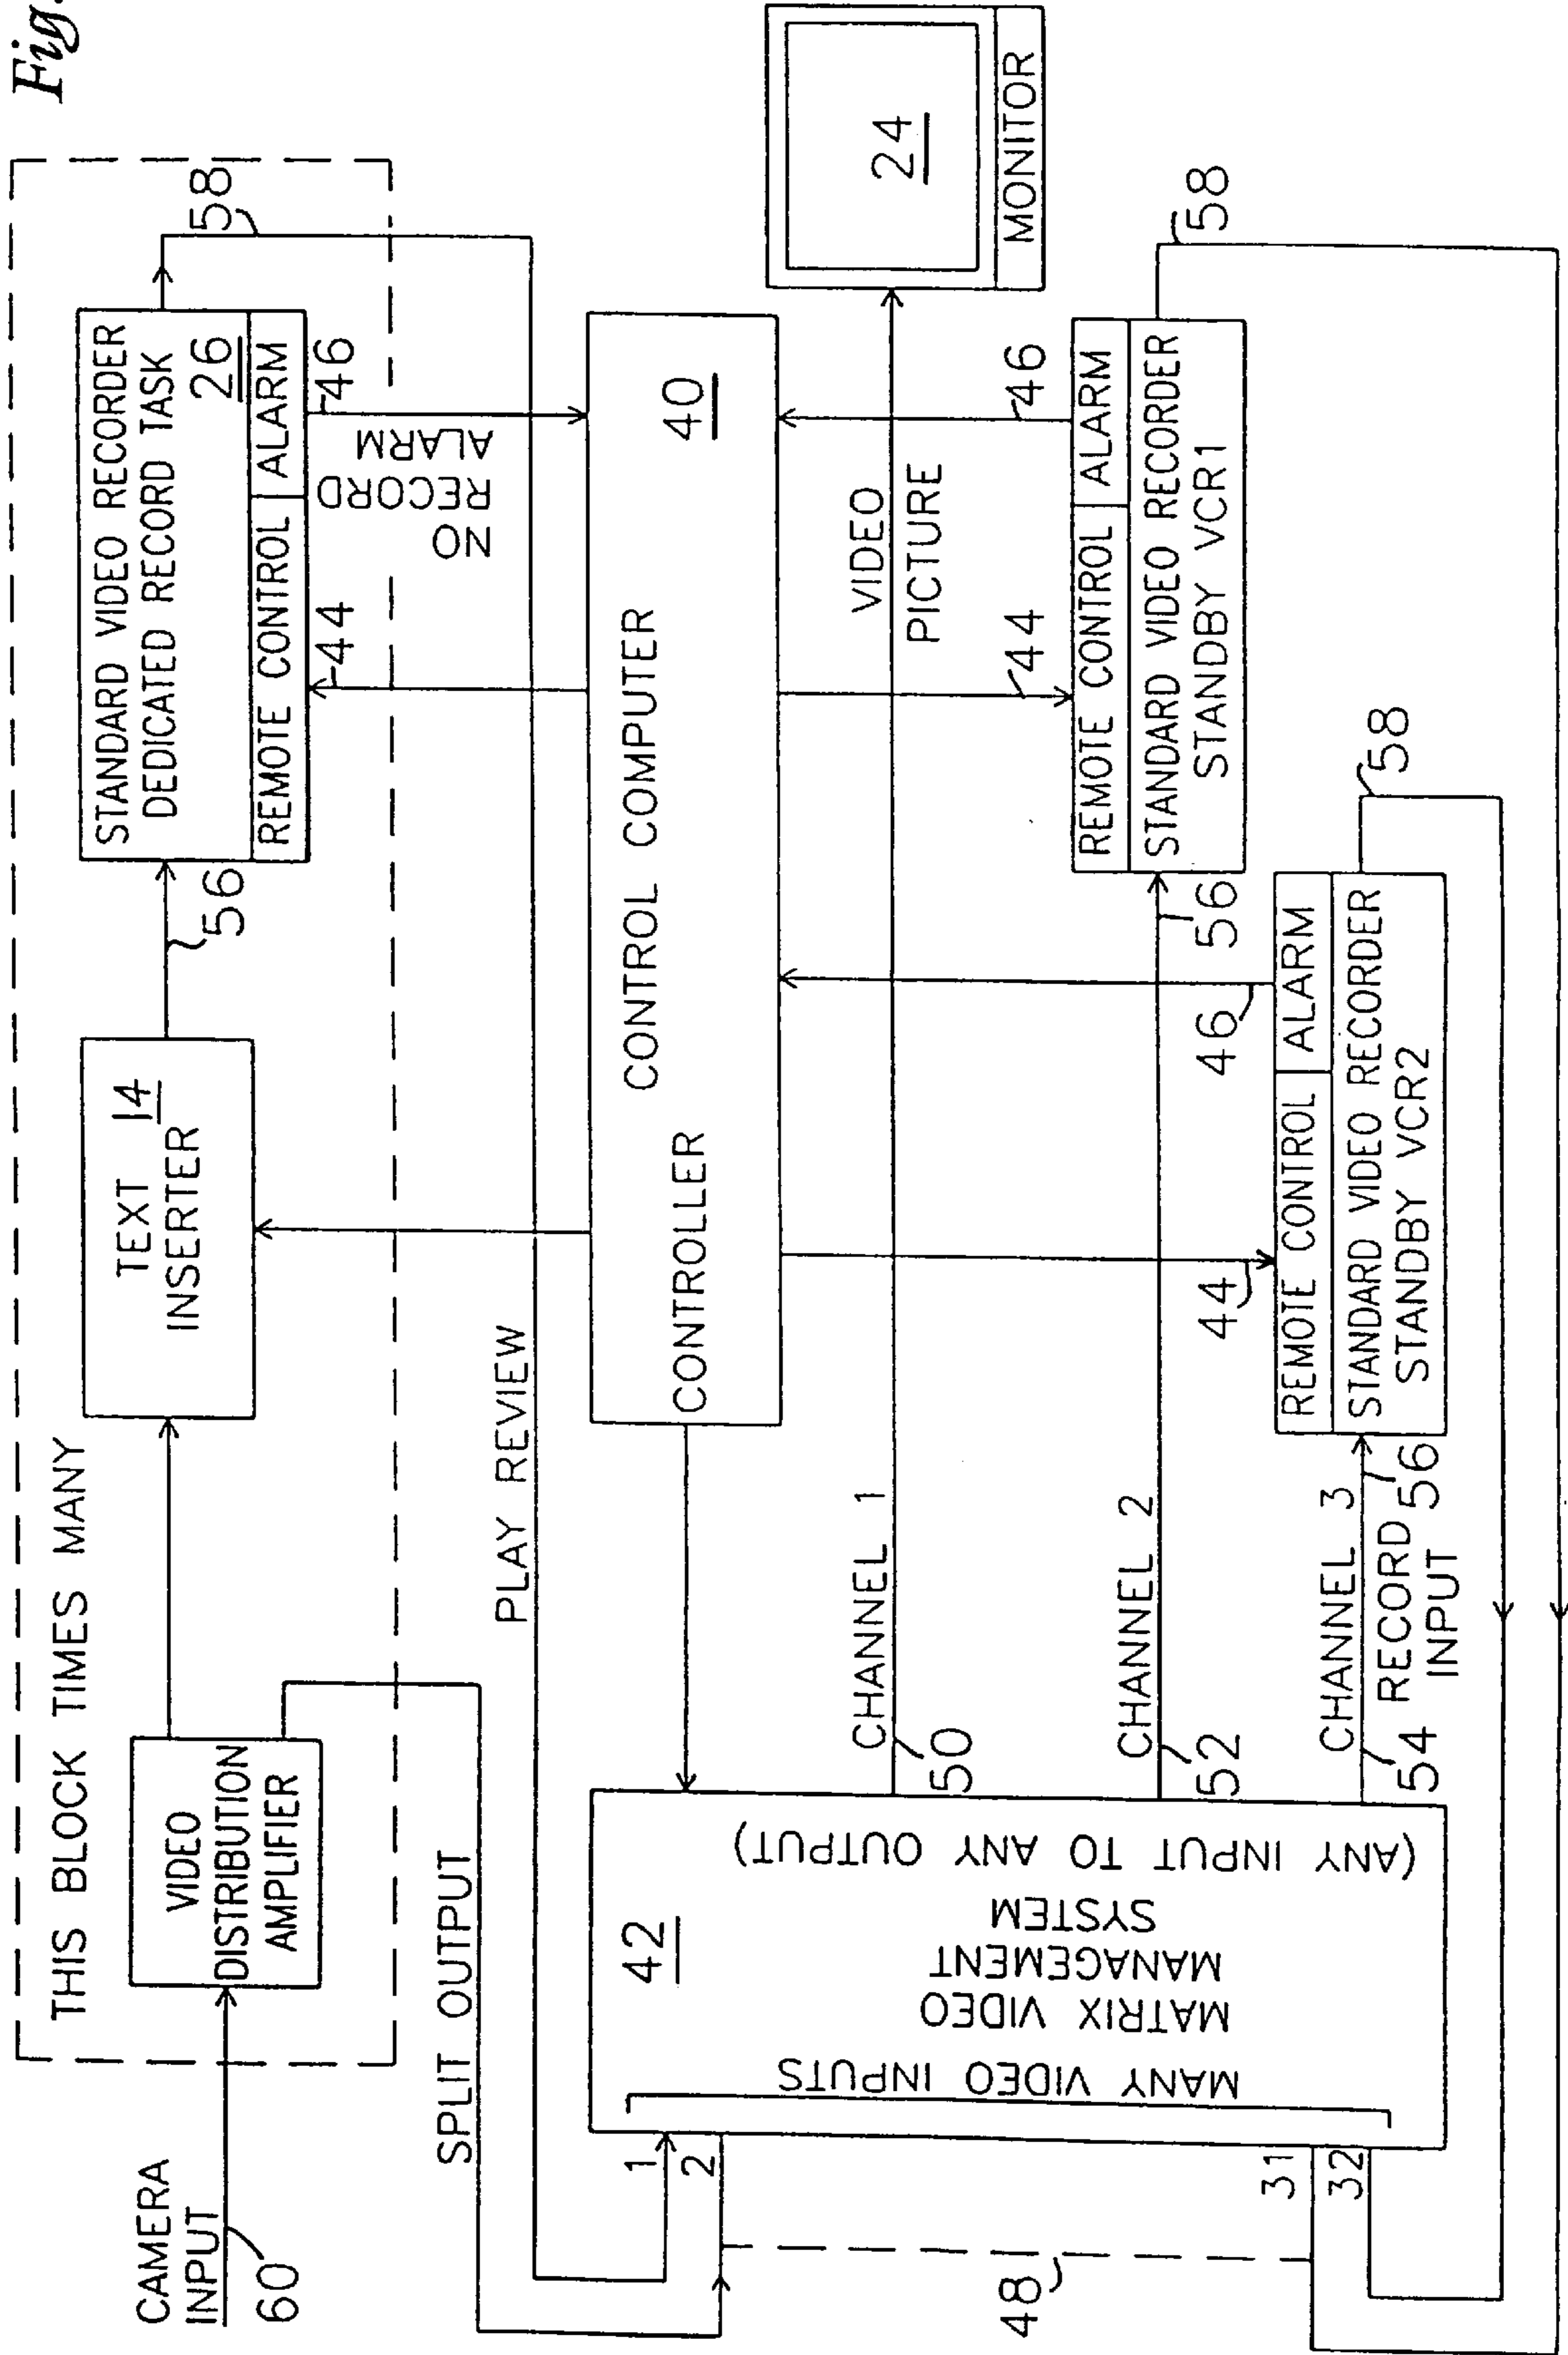 Fig.
THIS BLOCK TIMES MANY
CAMERA
INPUT
60
VIDEO
DISTRIBUTION
AMPLIFIER
TEXT
14
INSERTER
56
STANDARD VIDEO RECORDER
DEDICATED RECORD TASK
26
REMOTE CONTROL
ALARM
58
44
46
NO
RECORD
ALARM
SPLIT OUTPUT
PLAY REVIEW
CONTROLLER
CONTROL COMPUTER
40
42
MANY VIDEO INPUTS
MATRIX VIDEO
MANAGEMENT
SYSTEM
(ANY INPUT TO ANY OUTPUT)
1
2
31
32
48
CHANNEL 1
50
VIDEO
PICTURE
24
MONITOR
CHANNEL 2
52
56
44
46
REMOTE CONTROL
ALARM
STANDARD VIDEO RECORDER
STANDBY VCR1
58
CHANNEL 3
54
RECORD
INPUT
56
44
46
REMOTE CONTROL
ALARM
STANDARD VIDEO RECORDER
STANDBY VCR2
58